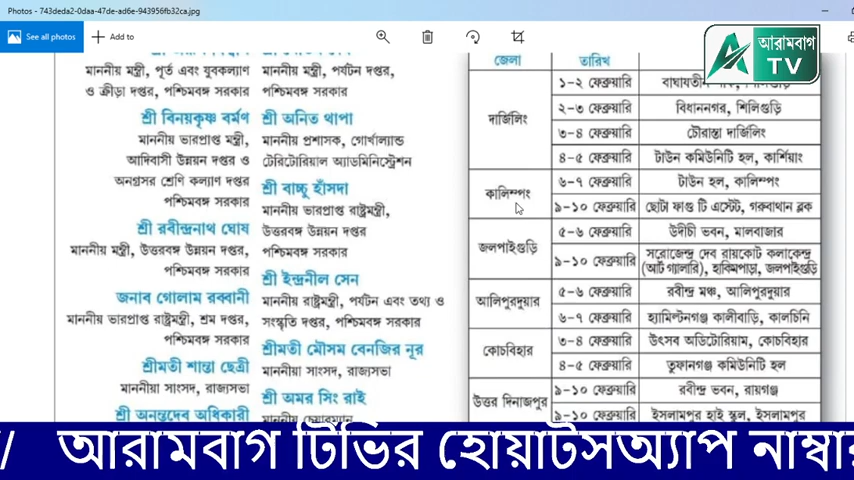 Photos - 743deda2-0daa-47de-ad6e-943956fb32ca.jpg
See all photos
Add to
আরামবাগ
TV
মাননীয় মন্ত্রী, পূর্ত এবং যুবকল্যাণ
ও ক্রীড়া দপ্তর, পশ্চিমবঙ্গ সরকার
শ্রী বিনয়কৃষ্ণ বর্মণ
মাননীয় ভারপ্রাপ্ত মন্ত্রী,
আদিবাসী উন্নয়ন দপ্তর ও
অনগ্রসর শ্রেণি কল্যাণ দপ্তর
পশ্চিমবঙ্গ সরকার
শ্রী রবীন্দ্রনাথ ঘোষ
মাননীয় মন্ত্রী, উত্তরবঙ্গ উন্নয়ন দপ্তর,
পশ্চিমবঙ্গ সরকার
জনাব গোলাম রব্বানী
মাননীয় ভারপ্রাপ্ত রাষ্ট্রমন্ত্রী, শ্রম দপ্তর,
পশ্চিমবঙ্গ সরকার
শ্রীমতী শান্তা ছেত্রী
মাননীয়া সাংসদ, রাজ্যসভা
শ্রী অনন্তদেব অধিকারী
মাননীয় মন্ত্রী, পর্যটন দপ্তর,
পশ্চিমবঙ্গ সরকার
শ্রী অনিত থাপা
মাননীয় প্রশাসক, গোর্খাল্যান্ড
টেরিটোরিয়াল অ্যাডমিনিস্ট্রেশন
শ্রী বাচ্চু হাঁসদা
মাননীয় ভারপ্রাপ্ত রাষ্ট্রমন্ত্রী,
উত্তরবঙ্গ উন্নয়ন দপ্তর
পশ্চিমবঙ্গ সরকার
শ্রী ইন্দ্রনীল সেন
মাননীয় রাষ্ট্রমন্ত্রী, পর্যটন এবং তথ্য ও
সংস্কৃতি দপ্তর, পশ্চিমবঙ্গ সরকার
শ্রীমতী মৌসম বেনজির নূর
মাননীয়া সাংসদ, রাজ্যসভা
শ্রী অমর সিং রাই
মাননীয় চেয়ারম্যান
জেলা তারিখ
দার্জিলিং ১-২ ফেব্রুয়ারি
২-৩ ফেব্রুয়ারি বিধাননগর, শিলিগুড়ি
৩-৪ ফেব্রুয়ারি চৌরাস্তা দার্জিলিং
৪-৫ ফেব্রুয়ারি টাউন কমিউনিটি হল, কার্শিয়াং
কালিম্পং ৬-৭ ফেব্রুয়ারি টাউন হল, কালিম্পং
৯-১০ ফেব্রুয়ারি ছোটা ফাগু টি এস্টেট, গরুবাথান ব্লক
জলপাইগুড়ি ৫-৬ ফেব্রুয়ারি উদীচী ভবন, মালবাজার
৯-১০ ফেব্রুয়ারি সরোজেন্দ্র দেব রায়কোট কলাকেন্দ্র
(আর্ট গ্যালারি), হাকিমপাড়া, জলপাইগুড়ি
আলিপুরদুয়ার ৫-৬ ফেব্রুয়ারি রবীন্দ্র মঞ্চ, আলিপুরদুয়ার
৬-৭ ফেব্রুয়ারি হ্যামিল্টনগঞ্জ কালীবাড়ি, কালচিনি
কোচবিহার ৩-৪ ফেব্রুয়ারি উৎসব অডিটোরিয়াম, কোচবিহার
৪-৫ ফেব্রুয়ারি তুফানগঞ্জ কমিউনিটি হল
উত্তর দিনাজপুর ৯-১০ ফেব্রুয়ারি রবীন্দ্র ভবন, রায়গঞ্জ
৯-১০ ফেব্রুয়ারি ইসলামপুর হাই স্কুল, ইসলামপুর
/ আরামবাগ টিভির হোয়াটসঅ্যাপ নাম্বার